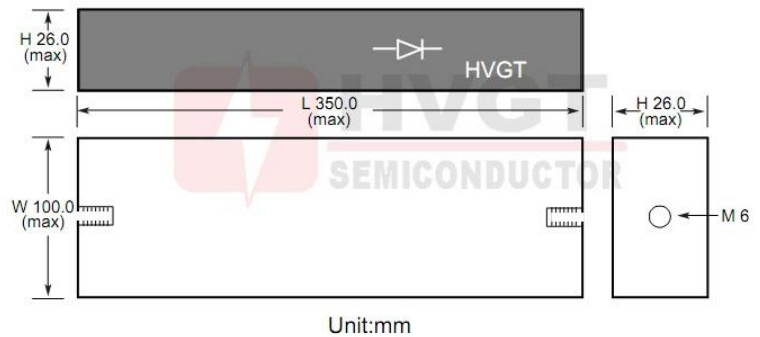 H 26.0
(max)
HVGT
L 350.0
(max)
H 26.0
(max)
HVGT
SEMICONDUCTOR
W 100.0
(max)
M 6
Unit:mm